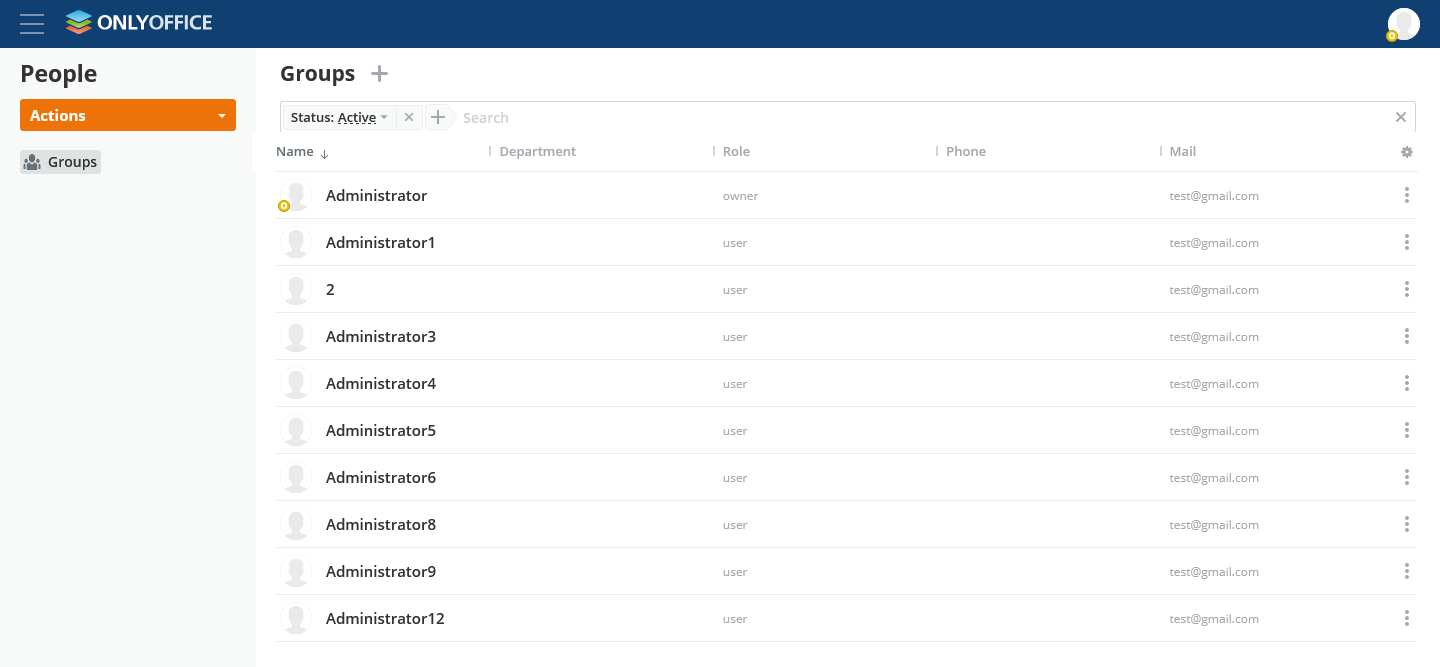 ONLYOFFICE
People
Groups
Actions
Status: Active
Search
Groups
Name Department Role Phone Mail
O Administrator owner test@gmail.com
Administrator1 user test@gmail.com
2 user test@gmail.com
Administrator3 user test@gmail.com
Administrator4 user test@gmail.com
Administrator5 user test@gmail.com
Administrator6 user test@gmail.com
Administrator8 user test@gmail.com
Administrator9 user test@gmail.com
Administrator12 user test@gmail.com